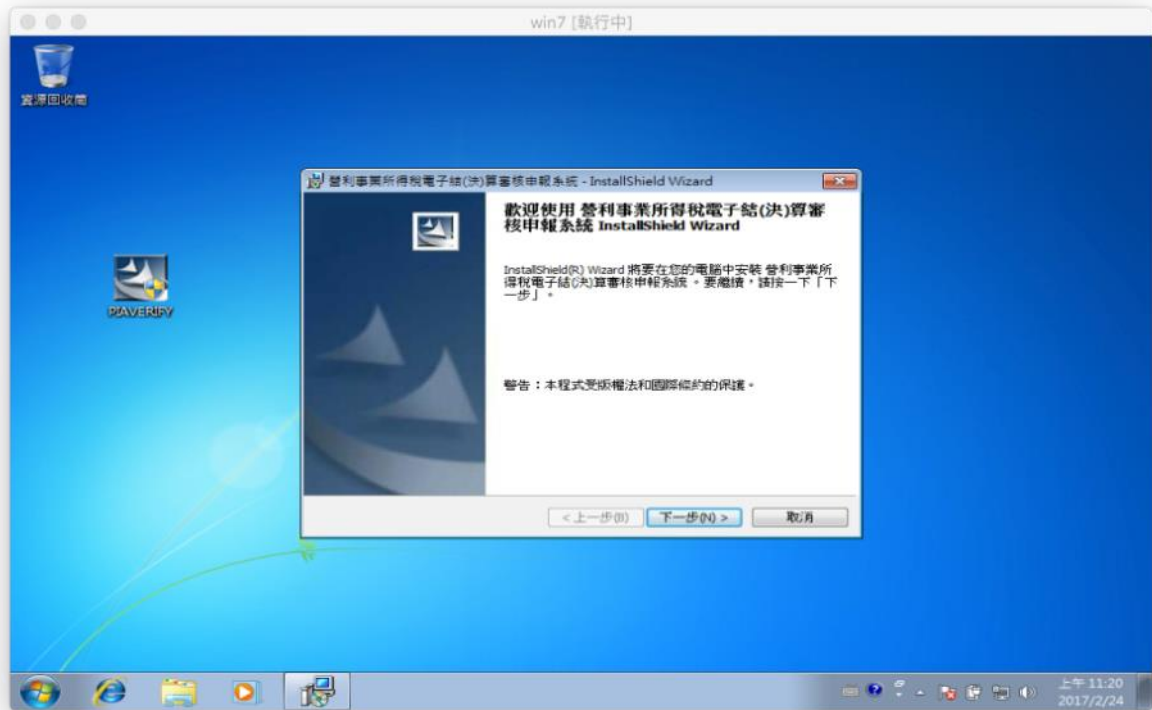 win7 [執行中]
資源回收筒
營利事業所得稅電子結(決)算審核申報系統 - InstallShield Wizard
歡迎使用 營利事業所得稅電子結(決)算審
核申報系統 InstallShield Wizard
InstallShield(R) Wizard 將要在您的電腦中安裝 營利事業所
得稅電子結(決)算審核申報系統 。要繼續，請按一下「下
一步」。
PIAVERIFY
警告：本程式受版權法和國際條約的保護。
<上一步(B)
下一步(N) >
取消
上午 11:20
2017/2/24